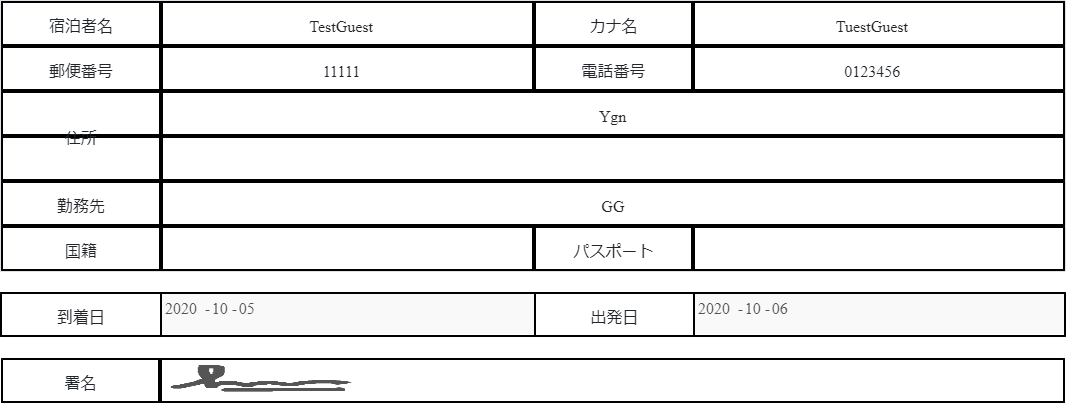 宿泊者名 TestGuest カナ名 TuestGuest
郵便番号 11111 電話番号 0123456
Ygn
住所
勤務先 GG
国籍 パスポート
到着日 2020 -10 -05 出発日 2020 -10 -06
署名